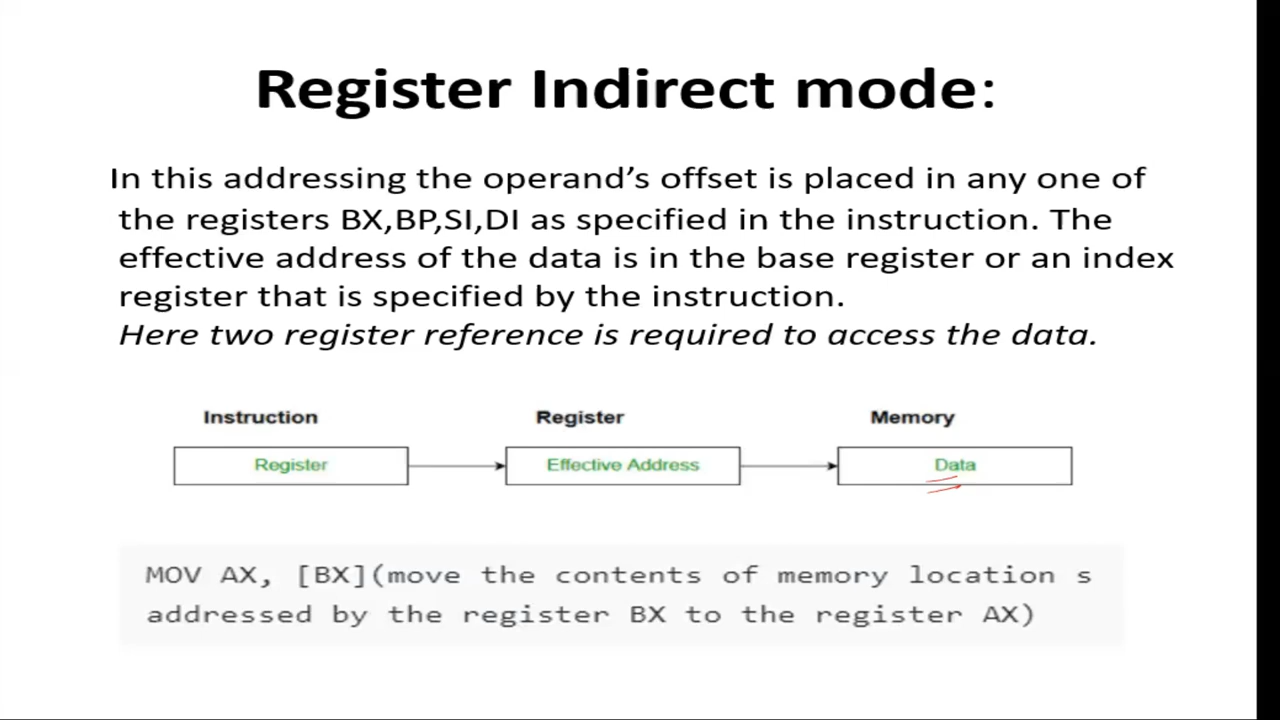 Register Indirect mode:
In this addressing the operand’s offset is placed in any one of
the registers BX,BP,SI,DI as specified in the instruction. The
effective address of the data is in the base register or an index
register that is specified by the instruction.
Here two register reference is required to access the data.
Instruction Register Memory
Register Effective Address Data
MOV AX, [BX](move the contents of memory location s
addressed by the register BX to the register AX)